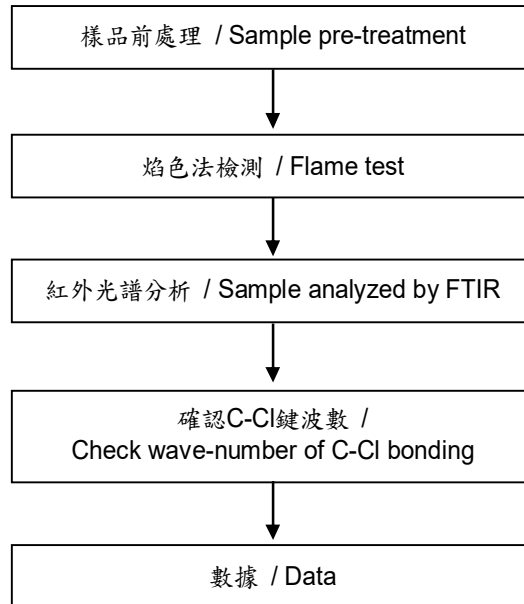 樣品前處理 / Sample pre-treatment
焰色法檢測 / Flame test
紅外光譜分析 / Sample analyzed by FTIR
確認C-Cl鍵波數 /
Check wave-number of C-Cl bonding
數據 / Data